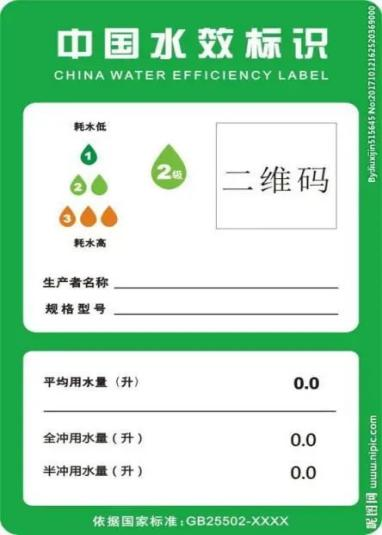 中国水效标识
CHINA WATER EFFICIENCY LABEL
耗水低
1
2
3
耗水高
2级
二维码
生产者名称
规格型号
平均用水量（升） 0.0
全冲用水量（升） 0.0
半冲用水量（升） 0.0
依据国家标准:GB25502-XXXX
By:liuxijin515645 No:20171012162520369000
昵图网 www.nipic.com